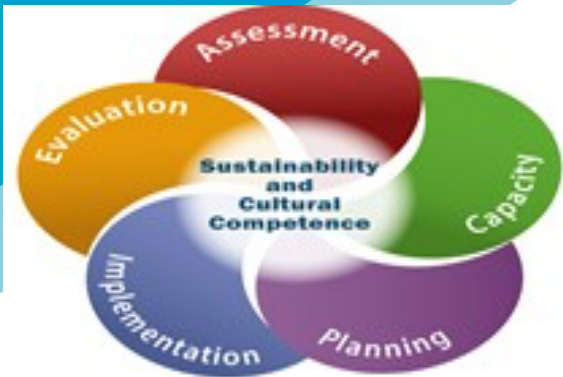 Assessment
Capacity
Planning
Implementation
Evaluation
Sustainability
and
Cultural
Competence